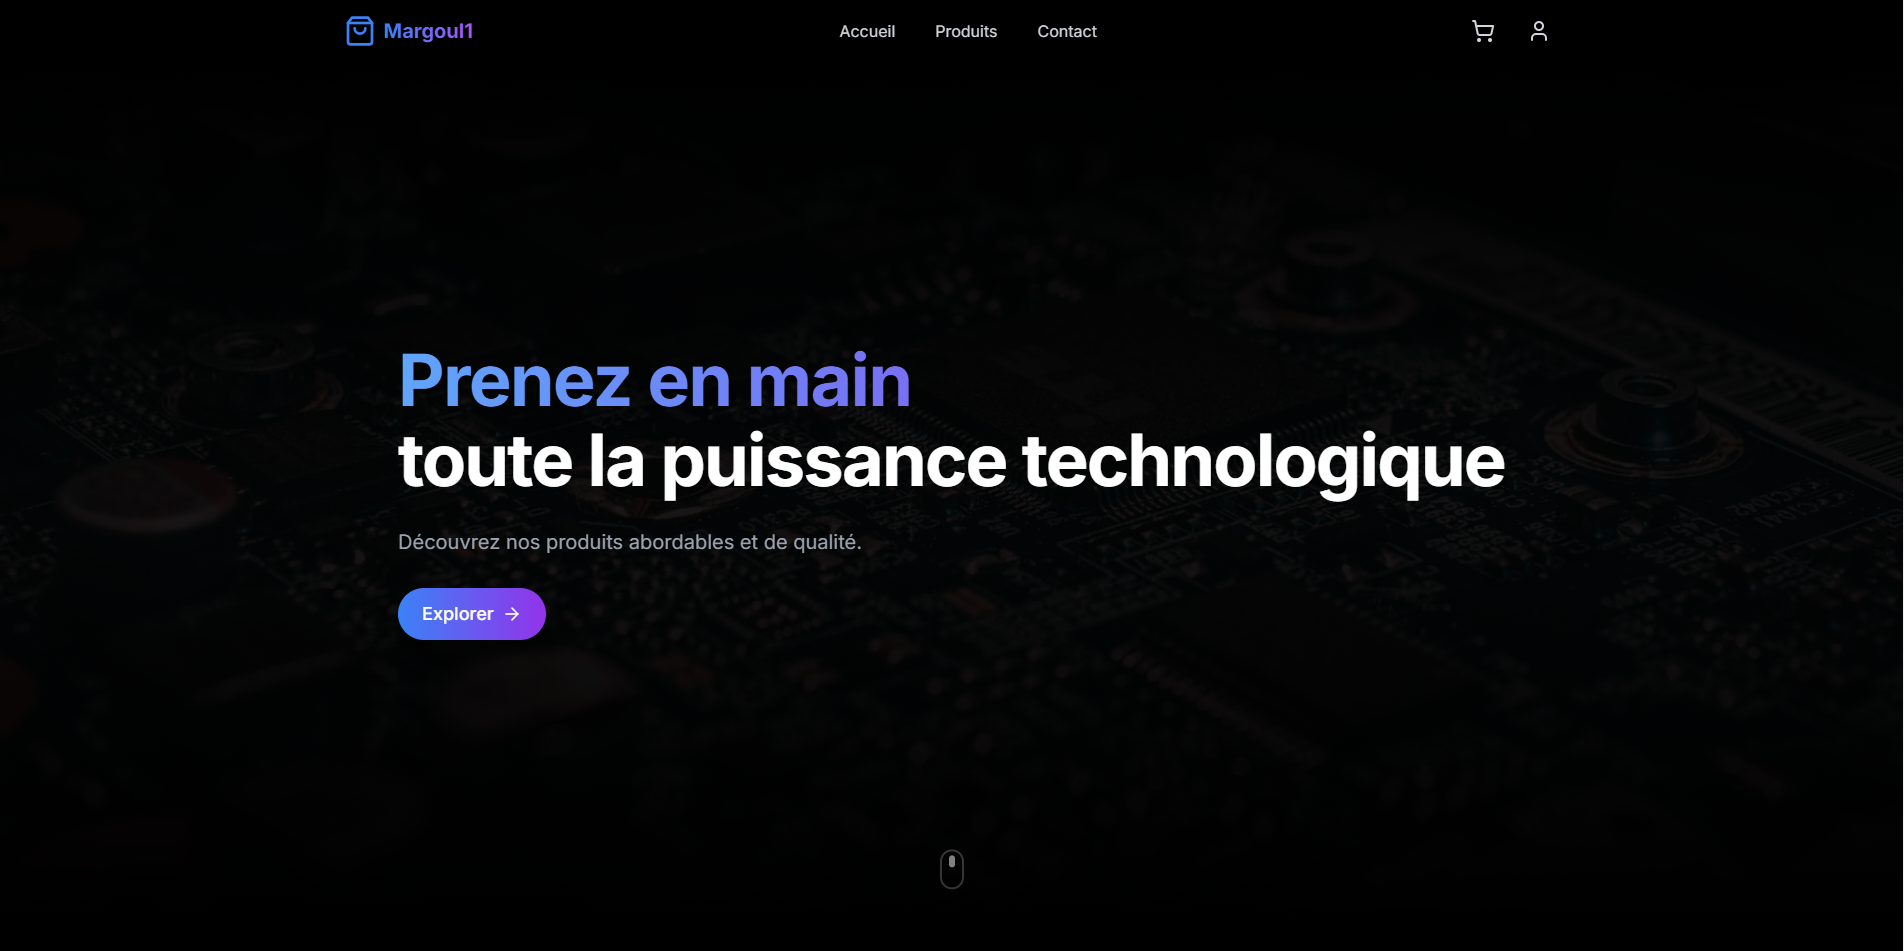 Margoul1
Accueil
Produits
Contact
Prenez en main
toute la puissance technologique
Découvrez nos produits abordables et de qualité.
Explorer